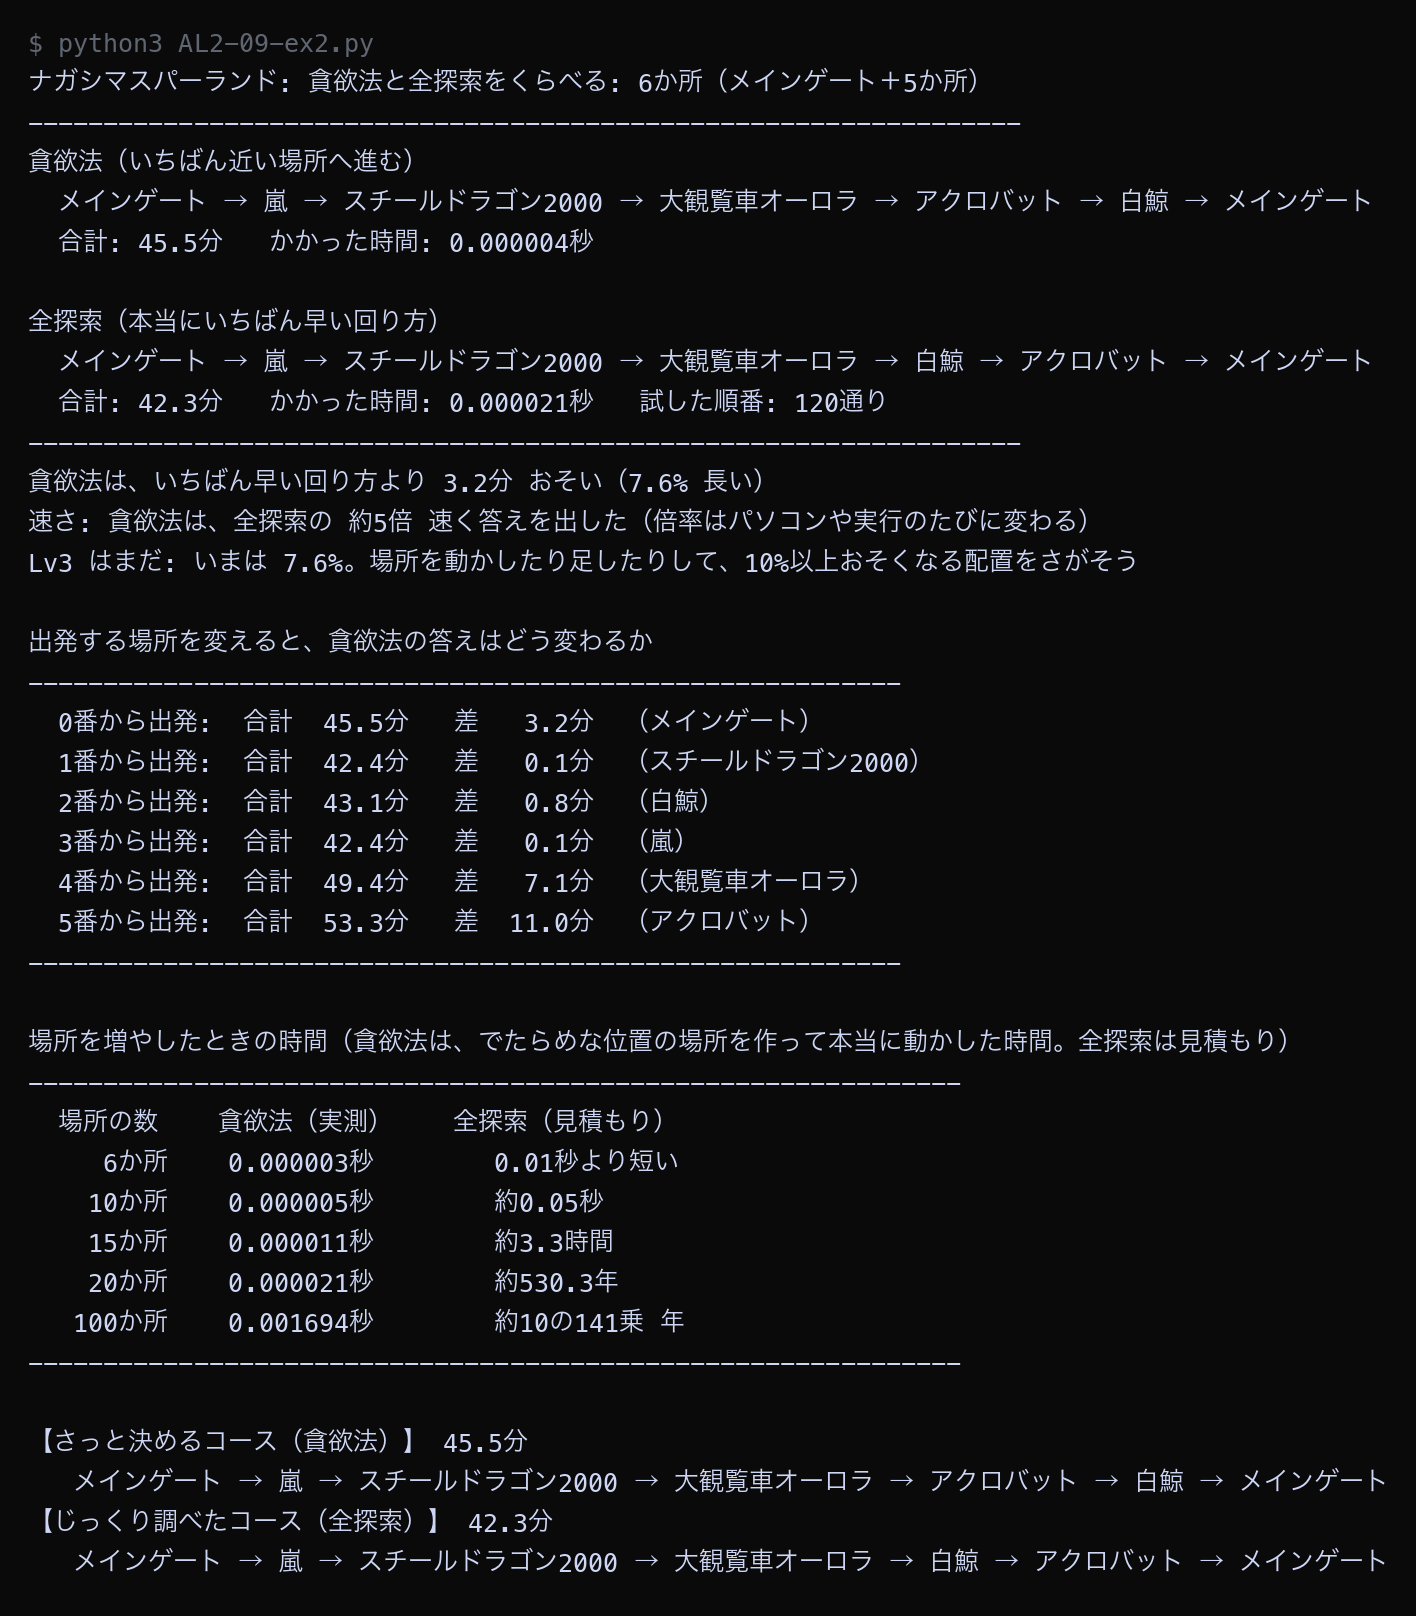 $ python3 AL2-09-ex2.py
ナガシマスパーランド: 貪欲法と全探索をくらべる: 6か所（メインゲート＋5か所）
------------------------------------------------------------------
貪欲法（いちばん近い場所へ進む）
メインゲート → 嵐 → スチールドラゴン2000 → 大観覧車オーロラ → アクロバット → 白鯨 → メインゲート
合計: 45.5分   かかった時間: 0.000004秒
全探索（本当にいちばん早い回り方）
メインゲート → 嵐 → スチールドラゴン2000 → 大観覧車オーロラ → 白鯨 → アクロバット → メインゲート
合計: 42.3分   かかった時間: 0.000021秒   試した順番: 120通り
------------------------------------------------------------------
貪欲法は、いちばん早い回り方より 3.2分 おそい（7.6% 長い）
速さ: 貪欲法は、全探索の 約5倍 速く答えを出した（倍率はパソコンや実行のたびに変わる）
Lv3 はまだ: いまは 7.6%。場所を動かしたり足したりして、10%以上おそくなる配置をさがそう
出発する場所を変えると、貪欲法の答えはどう変わるか
----------------------------------------------------------
0番から出発:  合計  45.5分   差   3.2分  （メインゲート）
1番から出発:  合計  42.4分   差   0.1分  （スチールドラゴン2000）
2番から出発:  合計  43.1分   差   0.8分  （白鯨）
3番から出発:  合計  42.4分   差   0.1分  （嵐）
4番から出発:  合計  49.4分   差   7.1分  （大観覧車オーロラ）
5番から出発:  合計  53.3分   差  11.0分  （アクロバット）
----------------------------------------------------------
場所を増やしたときの時間（貪欲法は、でたらめな位置の場所を作って本当に動かした時間。全探索は見積もり）
--------------------------------------------------------------
場所の数    貪欲法（実測）    全探索（見積もり）
6か所    0.000003秒        0.01秒より短い
10か所    0.000005秒        約0.05秒
15か所    0.000011秒        約3.3時間
20か所    0.000021秒        約530.3年
100か所    0.001694秒        約10の141乗 年
--------------------------------------------------------------
【さっと決めるコース（貪欲法）】 45.5分
メインゲート → 嵐 → スチールドラゴン2000 → 大観覧車オーロラ → アクロバット → 白鯨 → メインゲート
【じっくり調べたコース（全探索）】 42.3分
メインゲート → 嵐 → スチールドラゴン2000 → 大観覧車オーロラ → 白鯨 → アクロバット → メインゲート